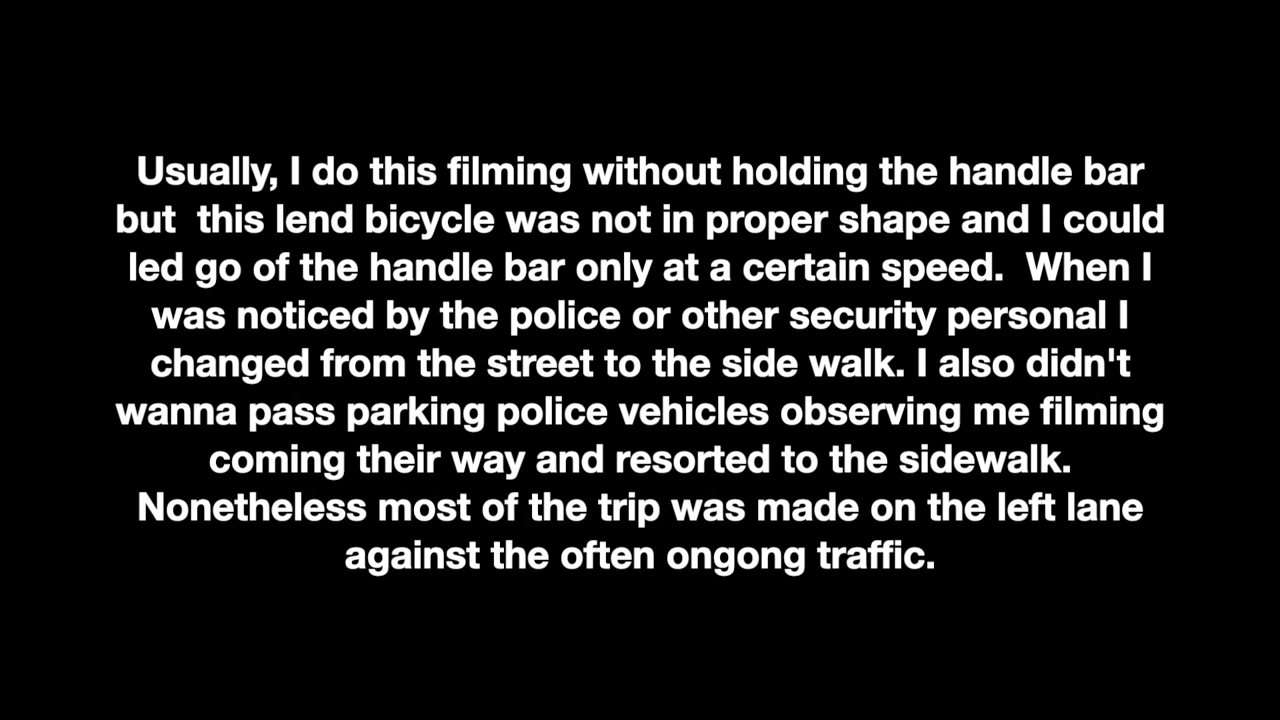 Usually, I do this filming without holding the handle bar
but  this lend bicycle was not in proper shape and I could
led go of the handle bar only at a certain speed.  When I
was noticed by the police or other security personal I
changed from the street to the side walk. I also didn't
wanna pass parking police vehicles observing me filming
coming their way and resorted to the sidewalk.
Nonetheless most of the trip was made on the left lane
against the often ongong traffic.